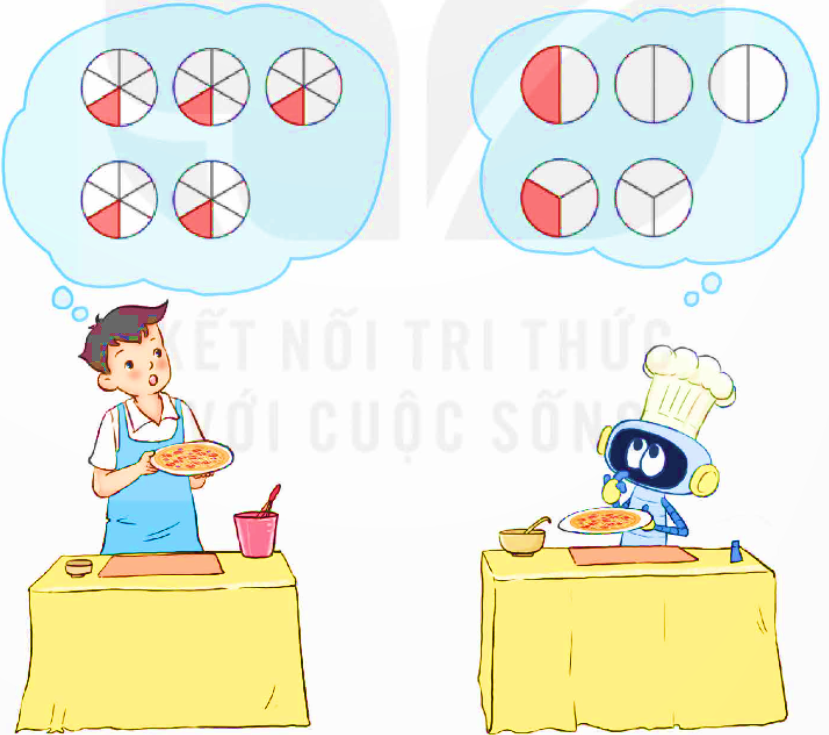 KẾT NỐI TRI THỨC
VỚI CUỘC SỐNG